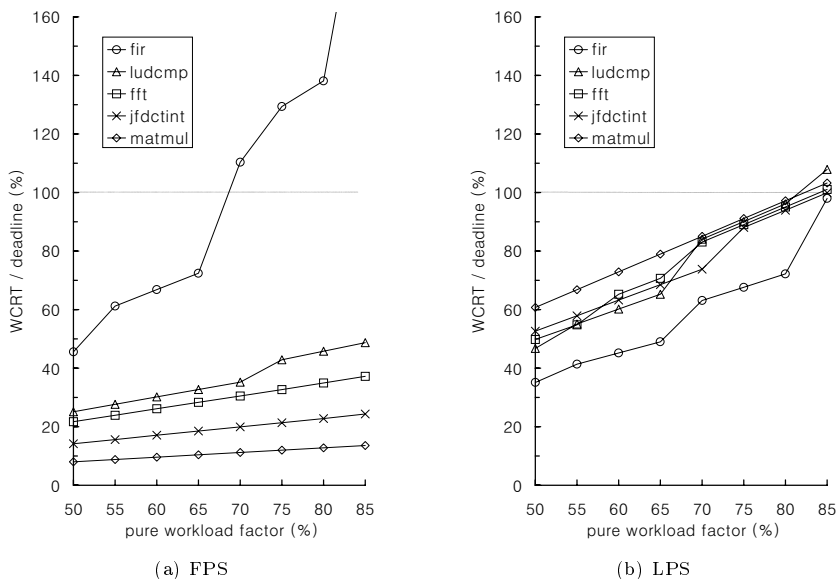 160
140
120
100
80
60
40
20
0
WCRT / deadline (%)
fir
ludcmp
fft
jfdctint
matmul
50 55 60 65 70 75 80 85
pure workload factor (%)
(a) FPS
160
140
120
100
80
60
40
20
0
WCRT / deadline (%)
fir
ludcmp
fft
jfdctint
matmul
50 55 60 65 70 75 80 85
pure workload factor (%)
(b) LPS